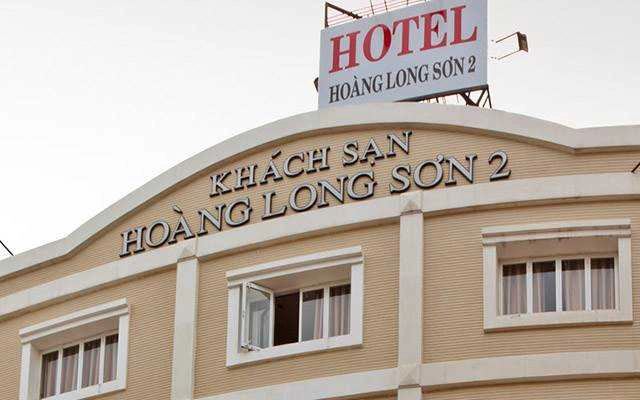 HOTEL
HOÀNG LONG SƠN 2
KHÁCH SẠN
HOÀNG LONG SƠN 2